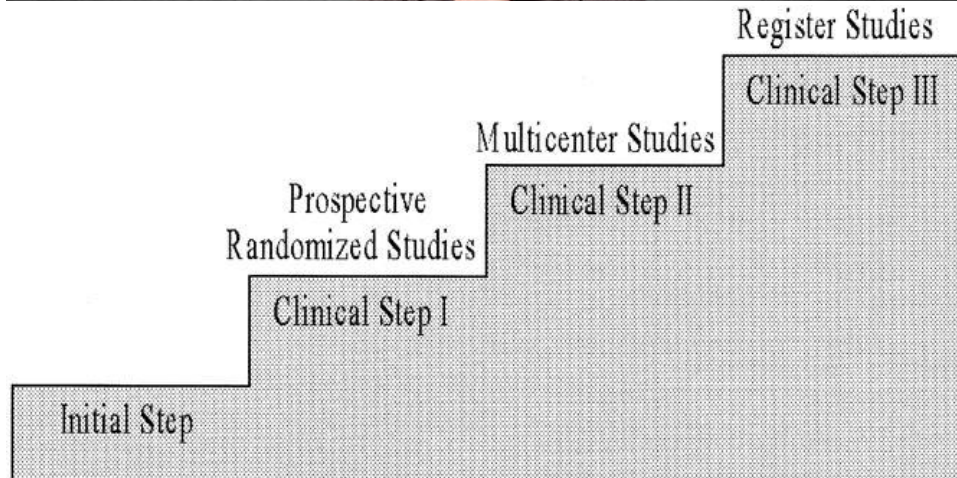 Register Studies
Clinical Step III
Multicenter Studies
Clinical Step II
Prospective
Randomized Studies
Clinical Step I
Initial Step